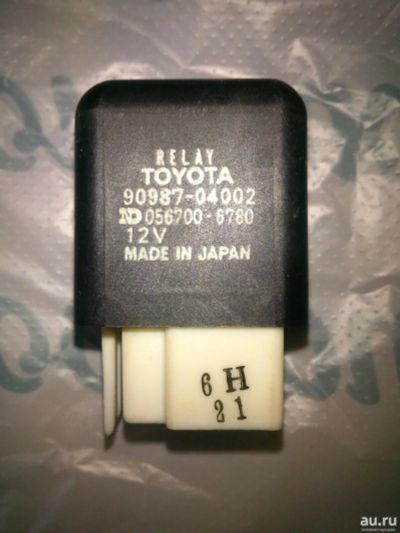 RELAY
TOYOTA
90987-04002
ND 056700-6780
12V
MADE IN JAPAN
6 H
21
au.ru